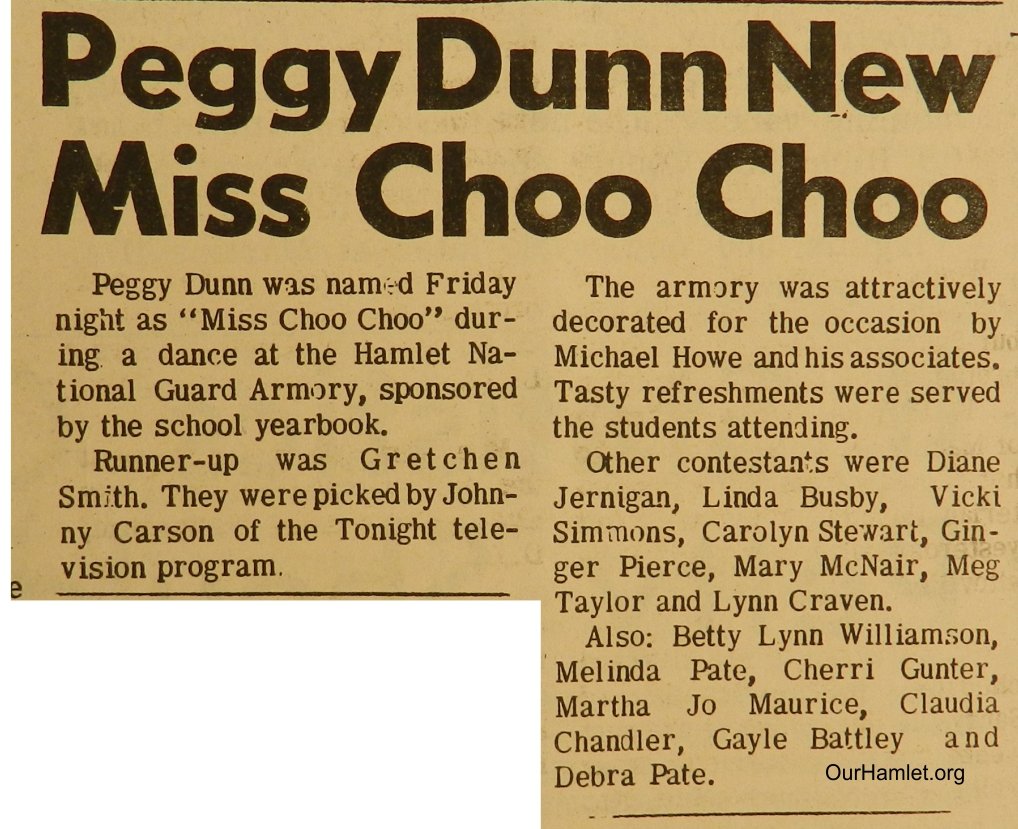 Peggy Dunn New
Miss Choo Choo
Peggy Dunn was named Friday
night as "Miss Choo Choo" dur-
ing a dance at the Hamlet Na-
tional Guard Armory, sponsored
by the school yearbook.
Runner-up was Gretchen
Smith. They were picked by John-
ny Carson of the Tonight tele-
vision program.
e
The armory was attractively
decorated for the occasion by
Michael Howe and his associates.
Tasty refreshments were served
the students attending.
Other contestants were Diane
Jernigan, Linda Busby, Vicki
Simmons, Carolyn Stewart, Gin-
ger Pierce, Mary McNair, Meg
Taylor and Lynn Craven.
Also: Betty Lynn Williamson,
Melinda Pate, Cherri Gunter,
Martha Jo Maurice, Claudia
Chandler, Gayle Battley and
Debra Pate.
OurHamlet.org